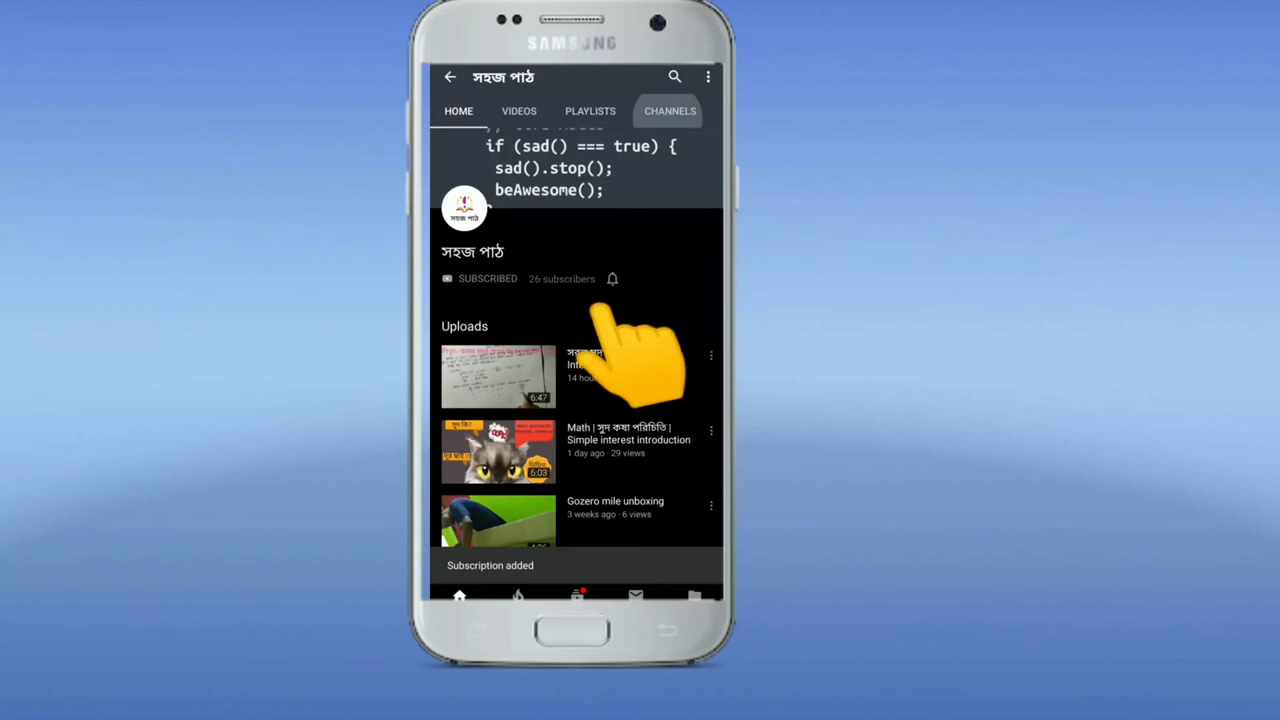 SAMSUNG
সহজ পাঠ
HOME VIDEOS PLAYLISTS CHANNELS
if (sad() === true) {
sad().stop();
beAwesome();
সহজ পাঠ
সহজ পাঠ
SUBSCRIBED 26 subscribers
Uploads
6:47
14
সুদ কি?
Math | সুদ কষা পরিচিতি |
Simple interest introduction
1 day ago · 29 views
6:03
Gozero mile unboxing
3 weeks ago · 6 views
Subscription added